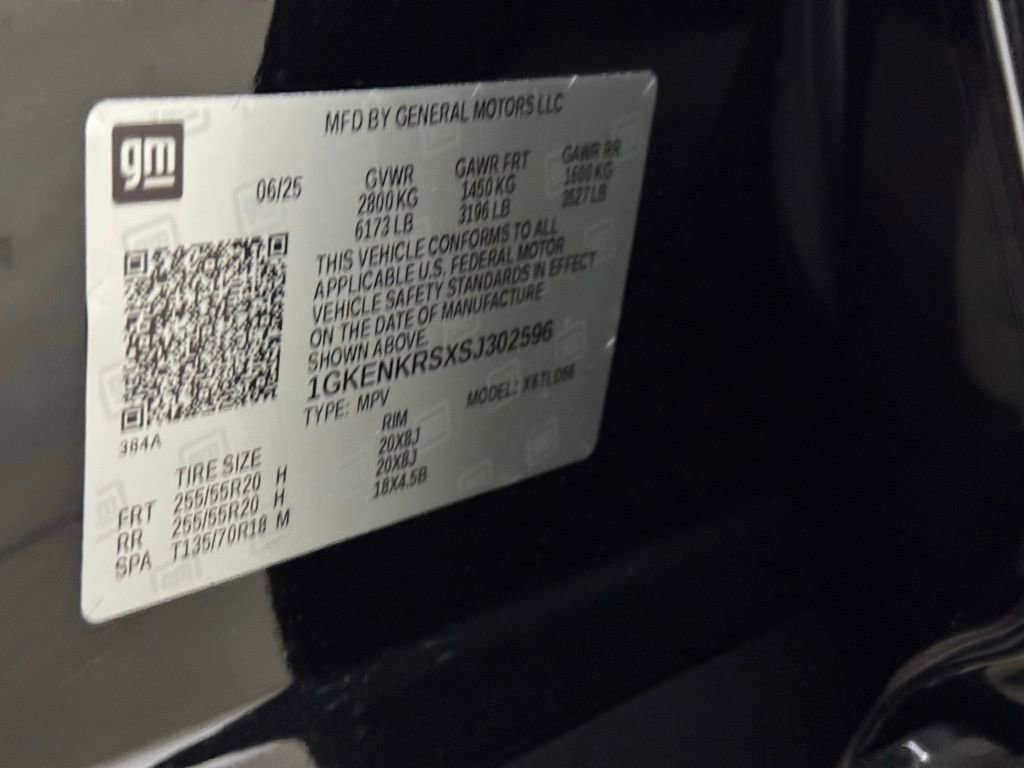 gm
MFD BY GENERAL MOTORS LLC
06/25
GVWR GAWR FRT GAWR RR
2800 KG 1450 KG 1600 KG
6173 LB 3196 LB 3527 LB
THIS VEHICLE CONFORMS TO ALL
APPLICABLE U.S. FEDERAL MOTOR
VEHICLE SAFETY STANDARDS IN EFFECT
ON THE DATE OF MANUFACTURE
SHOWN ABOVE.
1GKENKRSXSJ302596
TYPE: MPV MODEL:
384A
TIRE SIZE RIM
FRT 255/55R20 H 20X8J
RR 255/55R20 H 20X8J
SPA T135/70R18 M 18X4.5B